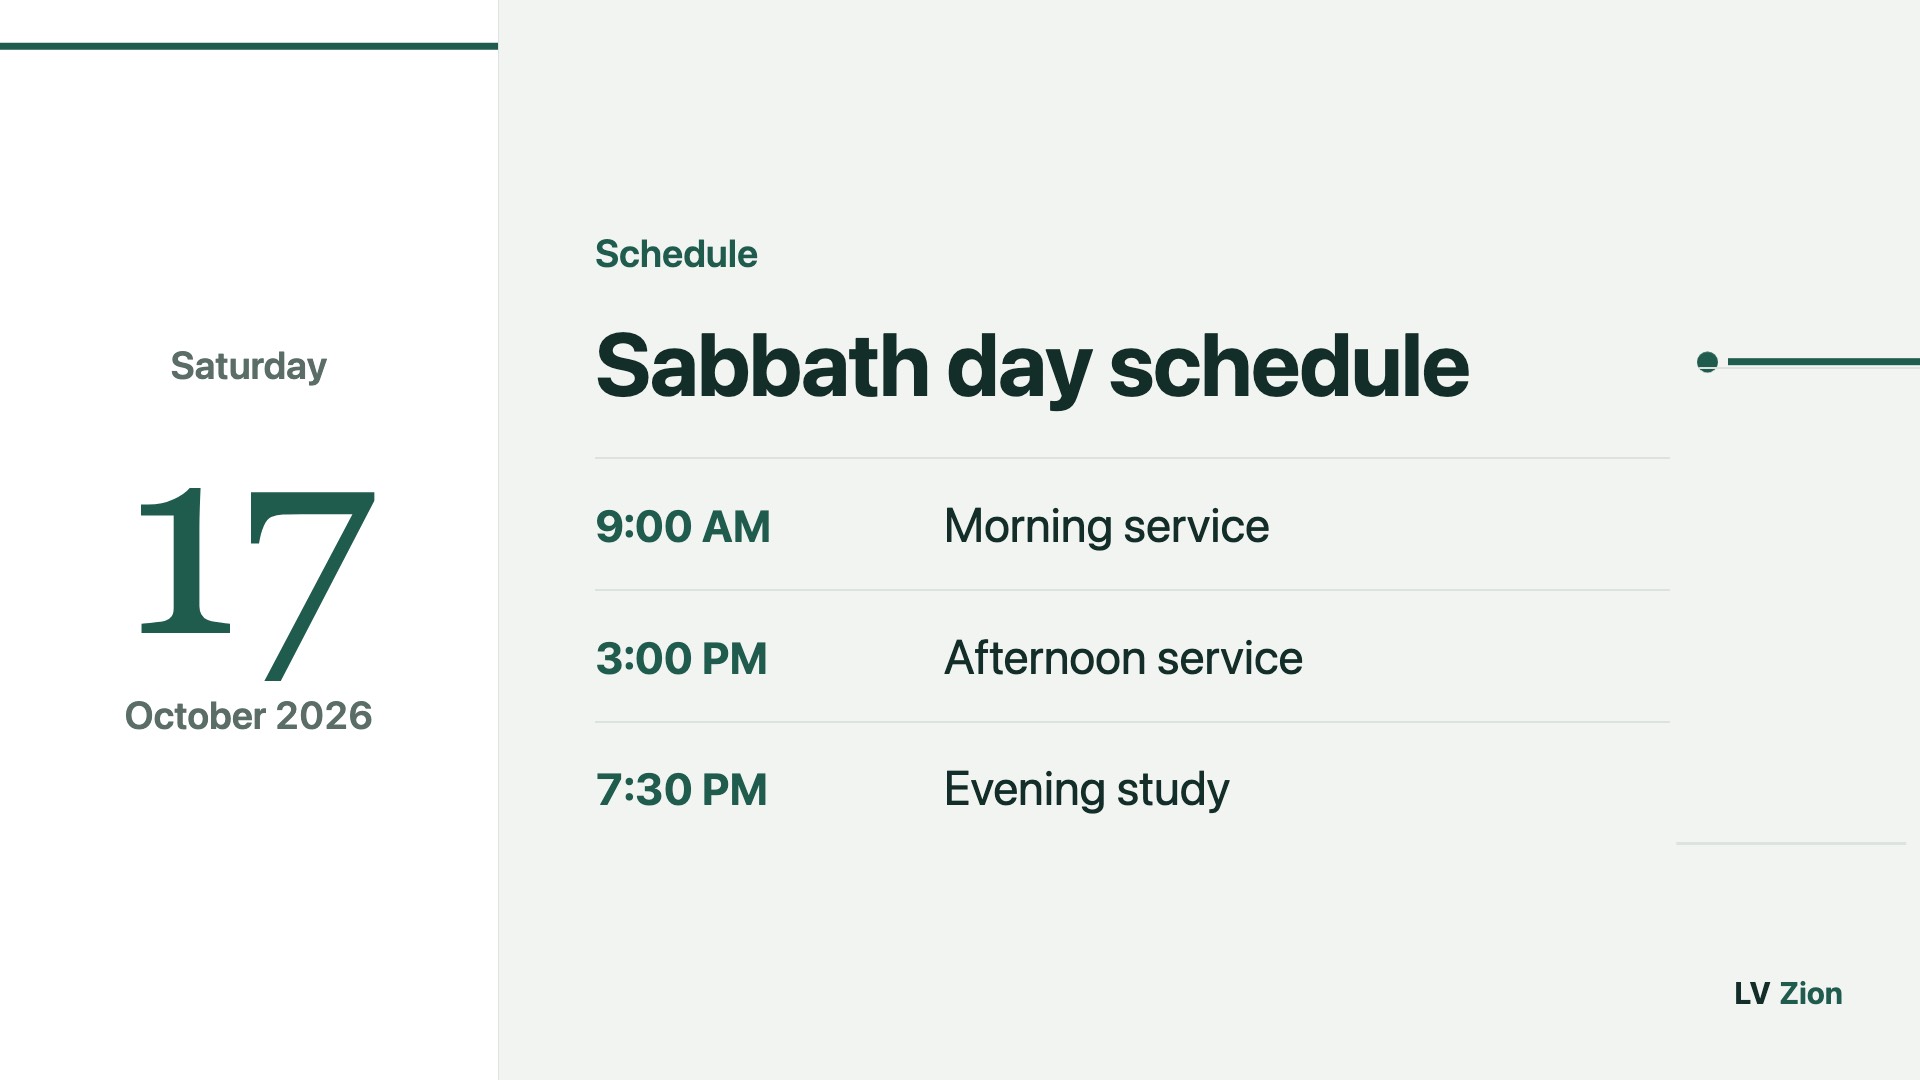 Saturday
17
October 2026
Schedule
Sabbath day schedule
9:00 AM Morning service
3:00 PM Afternoon service
7:30 PM Evening study
LV Zion